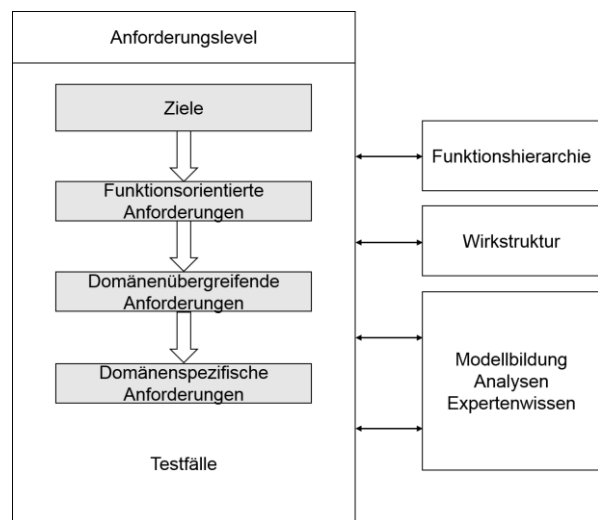 Anforderungslevel
Ziele
Funktionsorientierte
Anforderungen
Domänenübergreifende
Anforderungen
Domänenspezifische
Anforderungen
Testfälle
Funktionshierarchie
Wirkstruktur
Modellbildung
Analysen
Expertenwissen